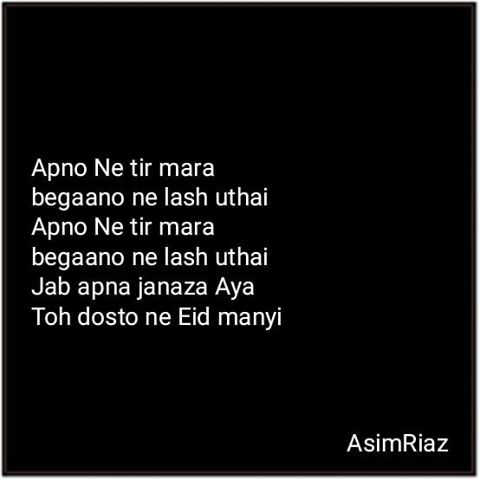 Apno Ne tir mara
begaano ne lash uthai
Apno Ne tir mara
begaano ne lash uthai
Jab apna janaza Aya
Toh dosto ne Eid manyi
AsimRiaz